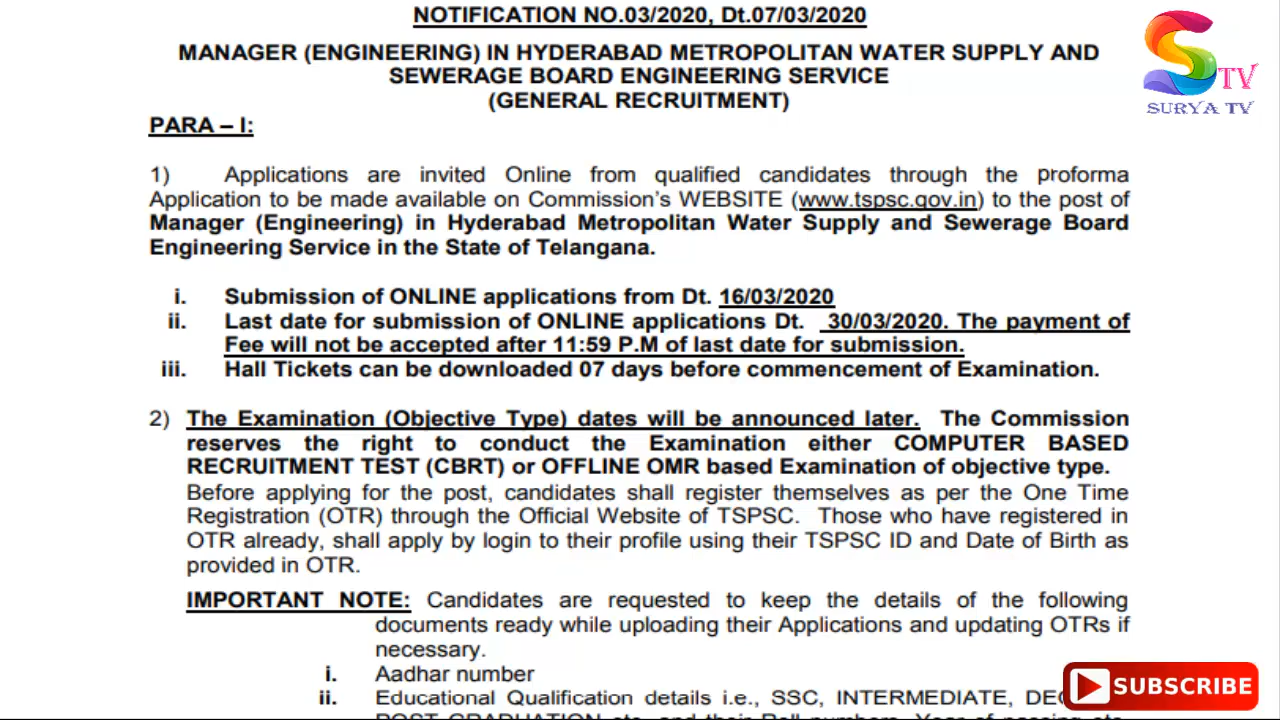 NOTIFICATION NO.03/2020, Dt.07/03/2020
MANAGER (ENGINEERING) IN HYDERABAD METROPOLITAN WATER SUPPLY AND
SEWERAGE BOARD ENGINEERING SERVICE
(GENERAL RECRUITMENT)
STV
SURYA TV
PARA – I:
1) Applications are invited Online from qualified candidates through the proforma
Application to be made available on Commission's WEBSITE (www.tspsc.gov.in) to the post of
Manager (Engineering) in Hyderabad Metropolitan Water Supply and Sewerage Board
Engineering Service in the State of Telangana.
i. Submission of ONLINE applications from Dt. 16/03/2020
ii. Last date for submission of ONLINE applications Dt. 30/03/2020. The payment of
Fee will not be accepted after 11:59 P.M of last date for submission.
iii. Hall Tickets can be downloaded 07 days before commencement of Examination.
2) The Examination (Objective Type) dates will be announced later. The Commission
reserves the right to conduct the Examination either COMPUTER BASED
RECRUITMENT TEST (CBRT) or OFFLINE OMR based Examination of objective type.
Before applying for the post, candidates shall register themselves as per the One Time
Registration (OTR) through the Official Website of TSPSC. Those who have registered in
OTR already, shall apply by login to their profile using their TSPSC ID and Date of Birth as
provided in OTR.
IMPORTANT NOTE: Candidates are requested to keep the details of the following
documents ready while uploading their Applications and updating OTRs if
necessary.
i. Aadhar number
ii. Educational Qualification details i.e., SSC, INTERMEDIATE,
SUBSCRIBE